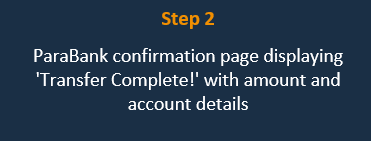 Step 2
ParaBank confirmation page displaying
'Transfer Complete!' with amount and
account details